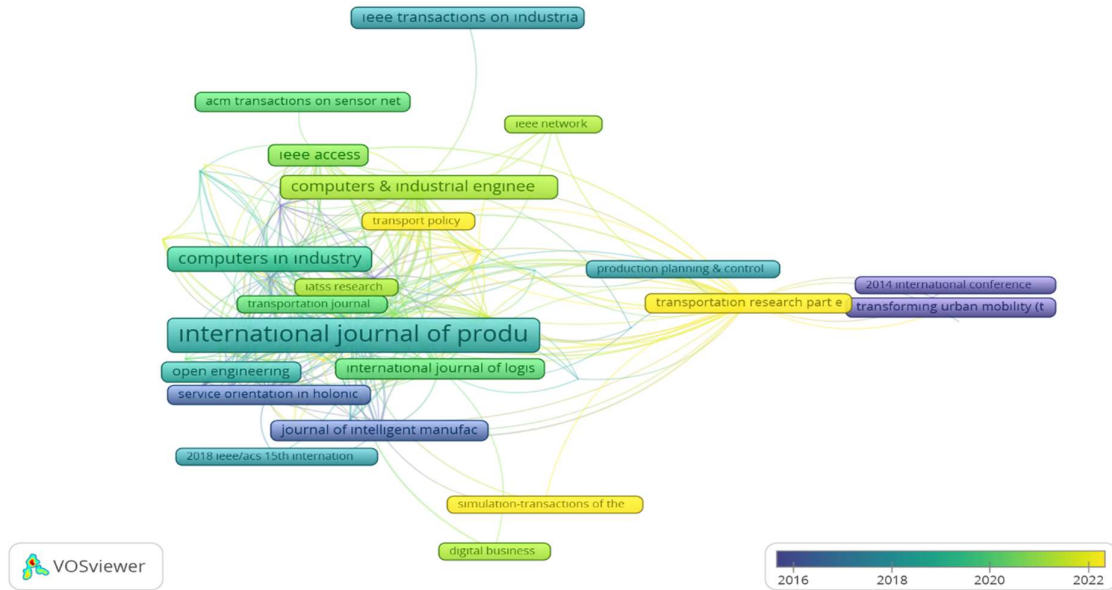 ieee transactions on industria
acm transactions on sensor net
ieee network
ieee access
computers & industrial enginee
transport policy
computers in industry
production planning & control
iatss research
2014 international conference
transportation journal
transportation research part e
transforming urban mobility (t
international journal of produ
open engineering
international journal of logis
service orientation in holonic
journal of intelligent manufac
2018 ieee/acs 15th internation
simulation-transactions of the
digital business
VOSviewer
2016 2018 2020 2022